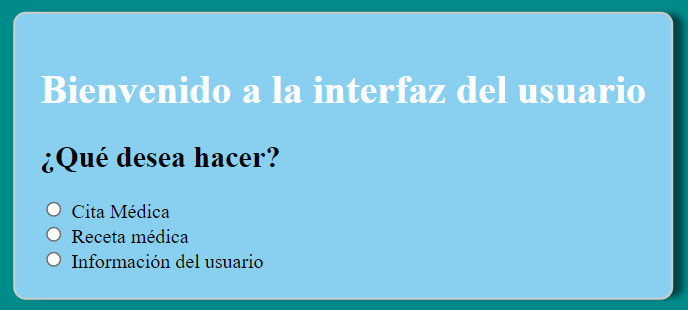 Bienvenido a la interfaz del usuario
¿Qué desea hacer?
Cita Médica
Receta médica
Información del usuario